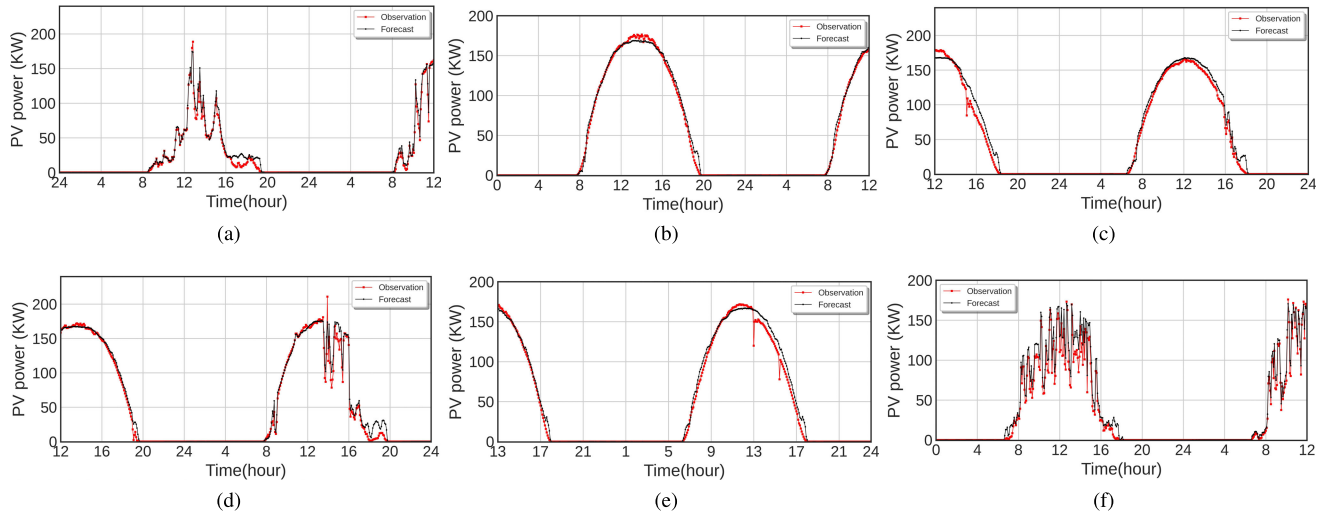 Observation
Forecast
PV power (KW)
200
150
100
50
0
24 4 8 12 16 20 24 4 8 12
Time(hour)
(a)
Observation
Forecast
PV power (KW)
200
150
100
50
0
0 4 8 12 16 20 24 4 8 12
Time(hour)
(b)
Observation
Forecast
PV power (KW)
200
150
100
50
0
12 16 20 24 4 8 12 16 20 24
Time(hour)
(c)
Observation
Forecast
PV power (KW)
200
150
100
50
0
12 16 20 24 4 8 12 16 20 24
Time(hour)
(d)
Observation
Forecast
PV power (KW)
200
150
100
50
0
13 17 21 1 5 9 13 17 21 24
Time(hour)
(e)
Observation
Forecast
PV power (KW)
200
150
100
50
0
0 4 8 12 16 20 24 4 8 12
Time(hour)
(f)